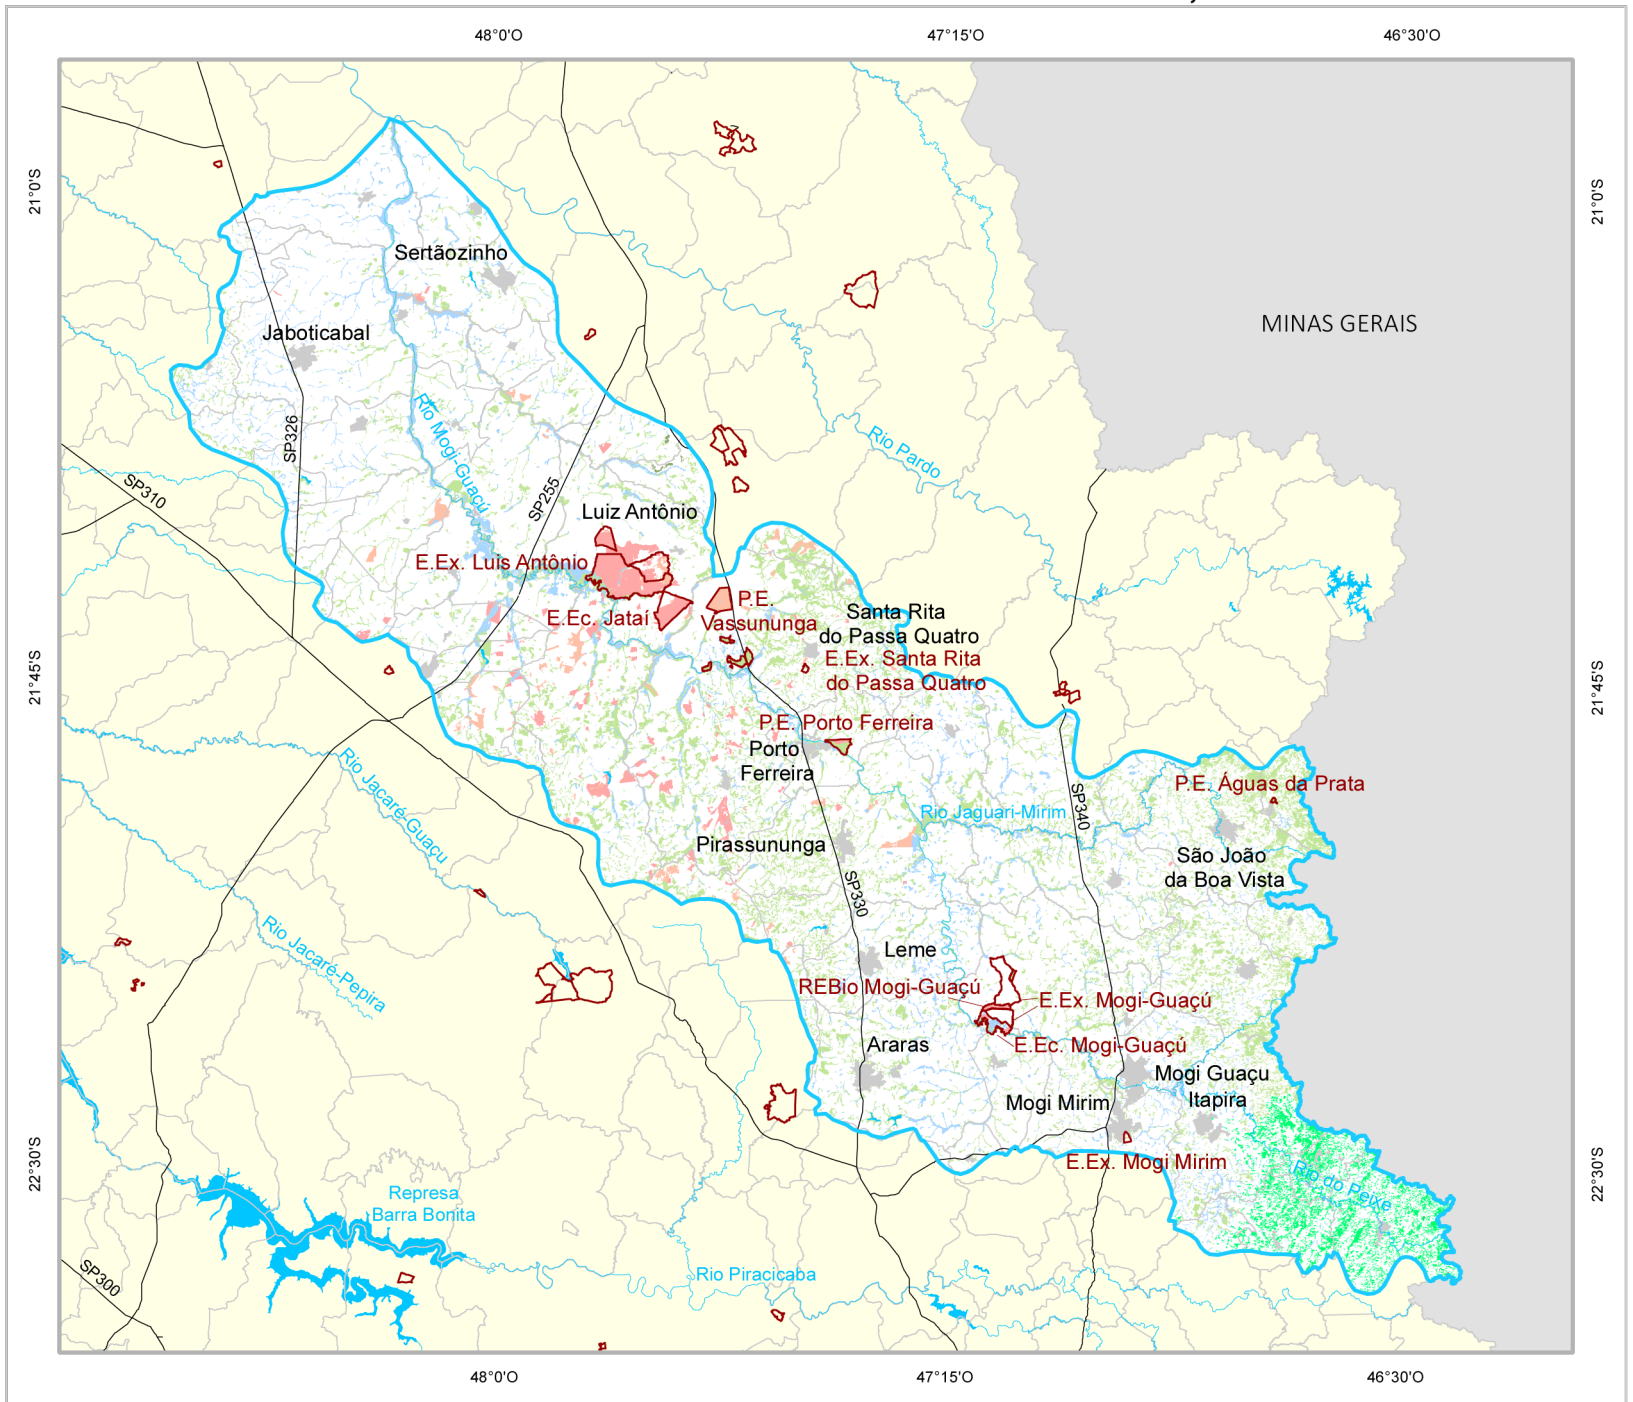 48°0'O
47°15'O
46°30'O
21°0'S
21°0'S
Sertãozinho
MINAS GERAIS
Jaboticabal
Rio Mogi-Guaçú
SP326
Rio Pardo
SP310
SP255
Luiz Antônio
E.Ex. Luis Antônio
P.E.
Vassununga
E.Ec. Jataí
Santa Rita
do Passa Quatro
E.Ex. Santa Rita
do Passa Quatro
21°45'S
21°45'S
P.E. Porto Ferreira
Porto
Ferreira
Rio Jacaré-Guaçu
P.E. Águas da Prata
SP340
Rio Jaguari-Mirim
Pirassununga
São João
da Boa Vista
SP330
Rio Jacaré-Pepira
Leme
REBio Mogi-Guaçú
E.Ex. Mogi-Guaçú
E.Ec. Mogi-Guaçú
Araras
Mogi Guaçu
Itapira
Mogi Mirim
E.Ex. Mogi Mirim
22°30'S
22°30'S
Rio do Peixe
Represa
Barra Bonita
SP300
Rio Piracicaba
48°0'O
47°15'O
46°30'O